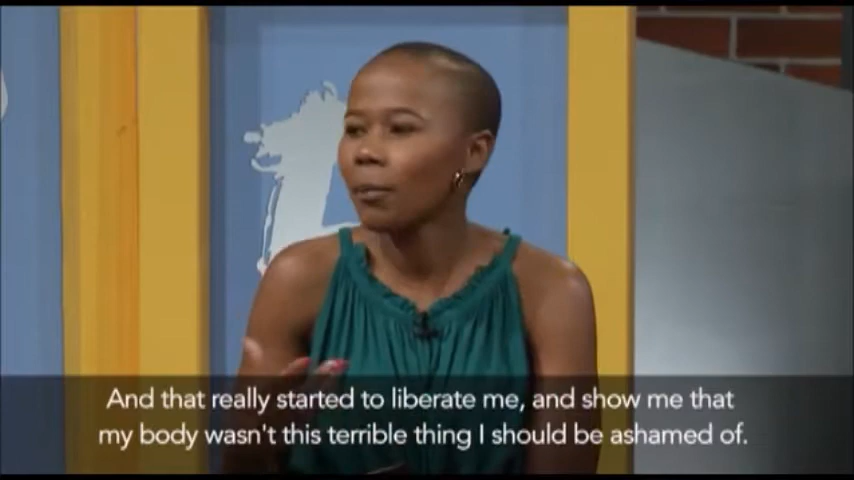 And that really started to liberate me, and show me that
my body wasn't this terrible thing I should be ashamed of.